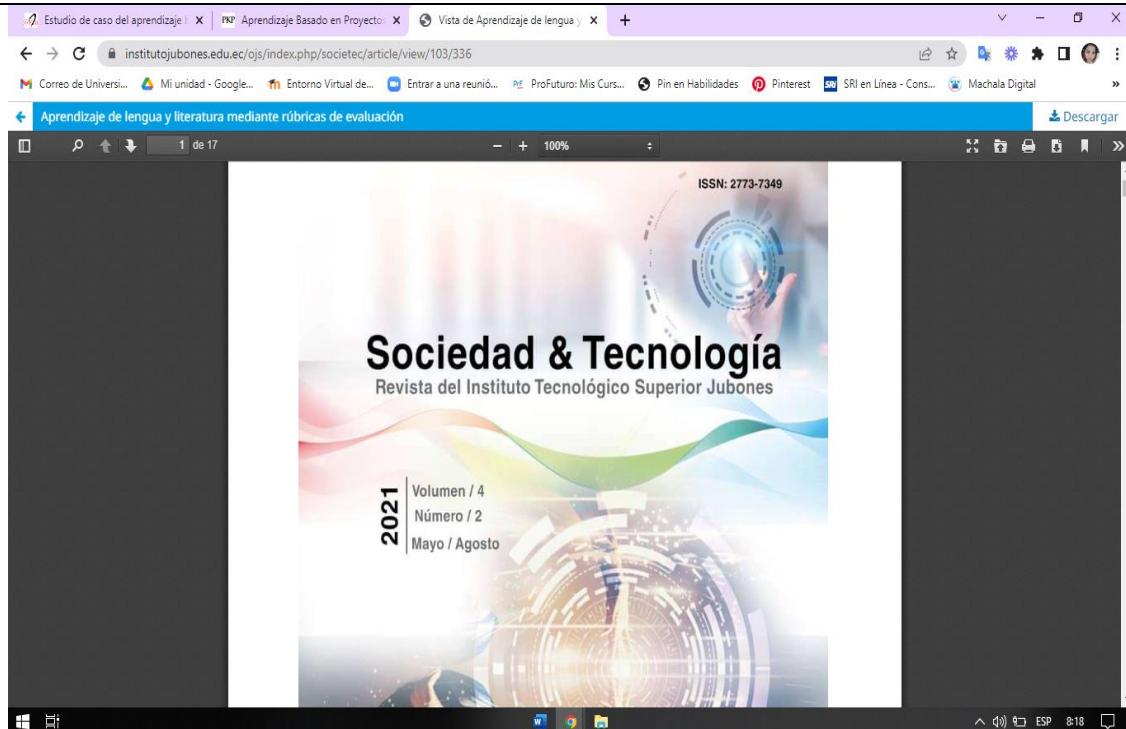 Estudio de caso del aprendizaje
PKP Aprendizaje Basado en Proyecto
Vista de Aprendizaje de lengua y
institutojubones.edu.ec/ojs/index.php/societec/article/view/103/336
Correo de Universi...
Mi unidad - Google...
Entorno Virtual de...
Entrar a una reunió...
ProFuturo: Mis Curs...
Pin en Habilidades
Pinterest
SRI en Línea - Cons...
Machala Digital
Aprendizaje de lengua y literatura mediante rúbricas de evaluación
Descargar
1 de 17
100%
ISSN: 2773-7349
Sociedad & Tecnología
Revista del Instituto Tecnológico Superior Jubones
2021
Volumen / 4
Número / 2
Mayo / Agosto
ESP 8:18